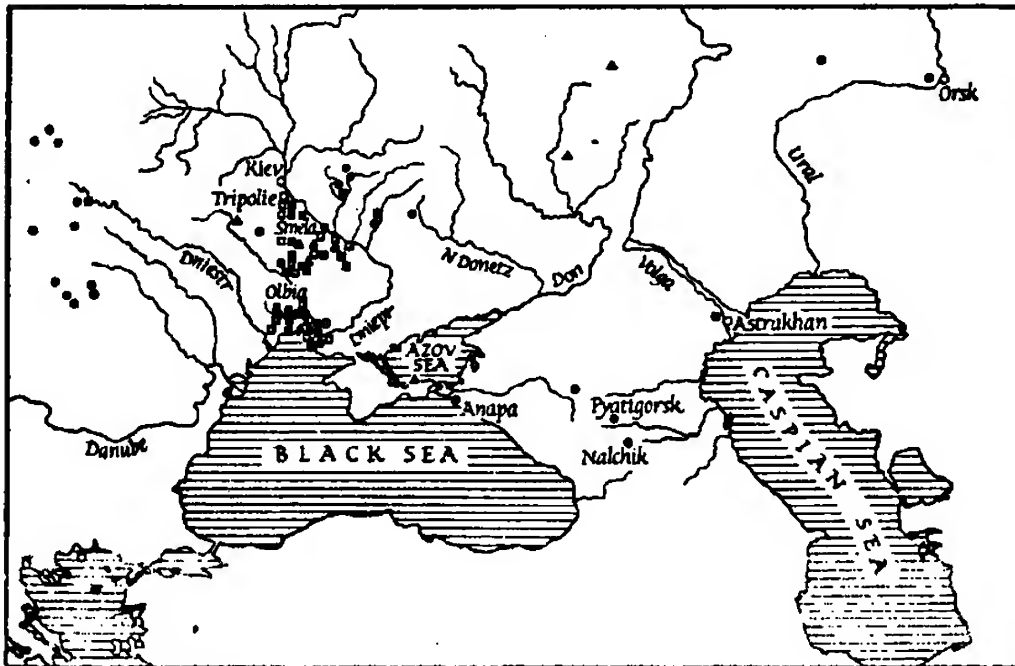 Orsk
Ural
Kiev
Tripolie
Smela
Dniestr
N Donetz
Don
Volga
Olbia
Dniepr
Astrukhan
AZOV
SEA
Anapa
Pyatigorsk
Nalchik
Danube
BLACK SEA
CASPIAN SEA